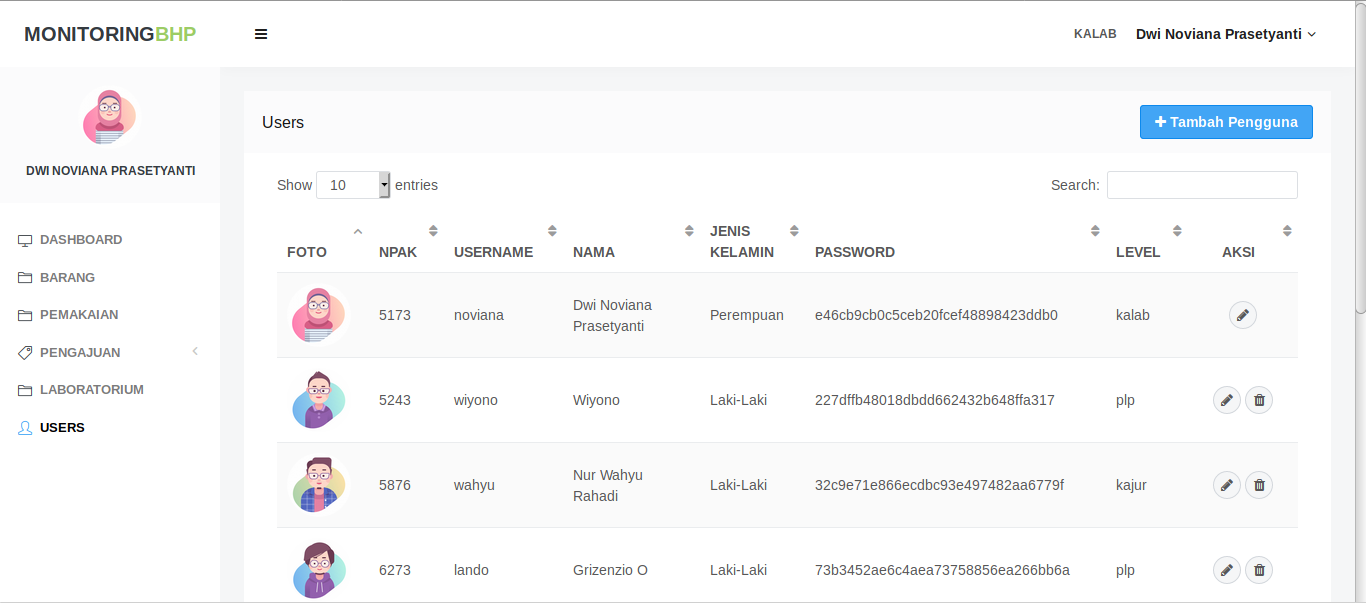 MONITORINGBHP
KALAB Dwi Noviana Prasetyanti
DWI NOVIANA PRASETYANTI
DASHBOARD
BARANG
PEMAKAIAN
PENGAJUAN
LABORATORIUM
USERS
Users
Tambah Pengguna
Show 10 entries
Search:
FOTO NPAK USERNAME NAMA JENIS KELAMIN PASSWORD LEVEL AKSI
5173 noviana Dwi Noviana Prasetyanti Perempuan e46cb9cb0c5ceb20fcef48898423ddb0 kalab
5243 wiyono Wiyono Laki-Laki 227dffb48018dbdd662432b648ffa317 plp
5876 wahyu Nur Wahyu Rahadi Laki-Laki 32c9e71e866ecdbc93e497482aa6779f kajur
6273 lando Grizenzio O Laki-Laki 73b3452ae6c4aea73758856ea266bb6a plp